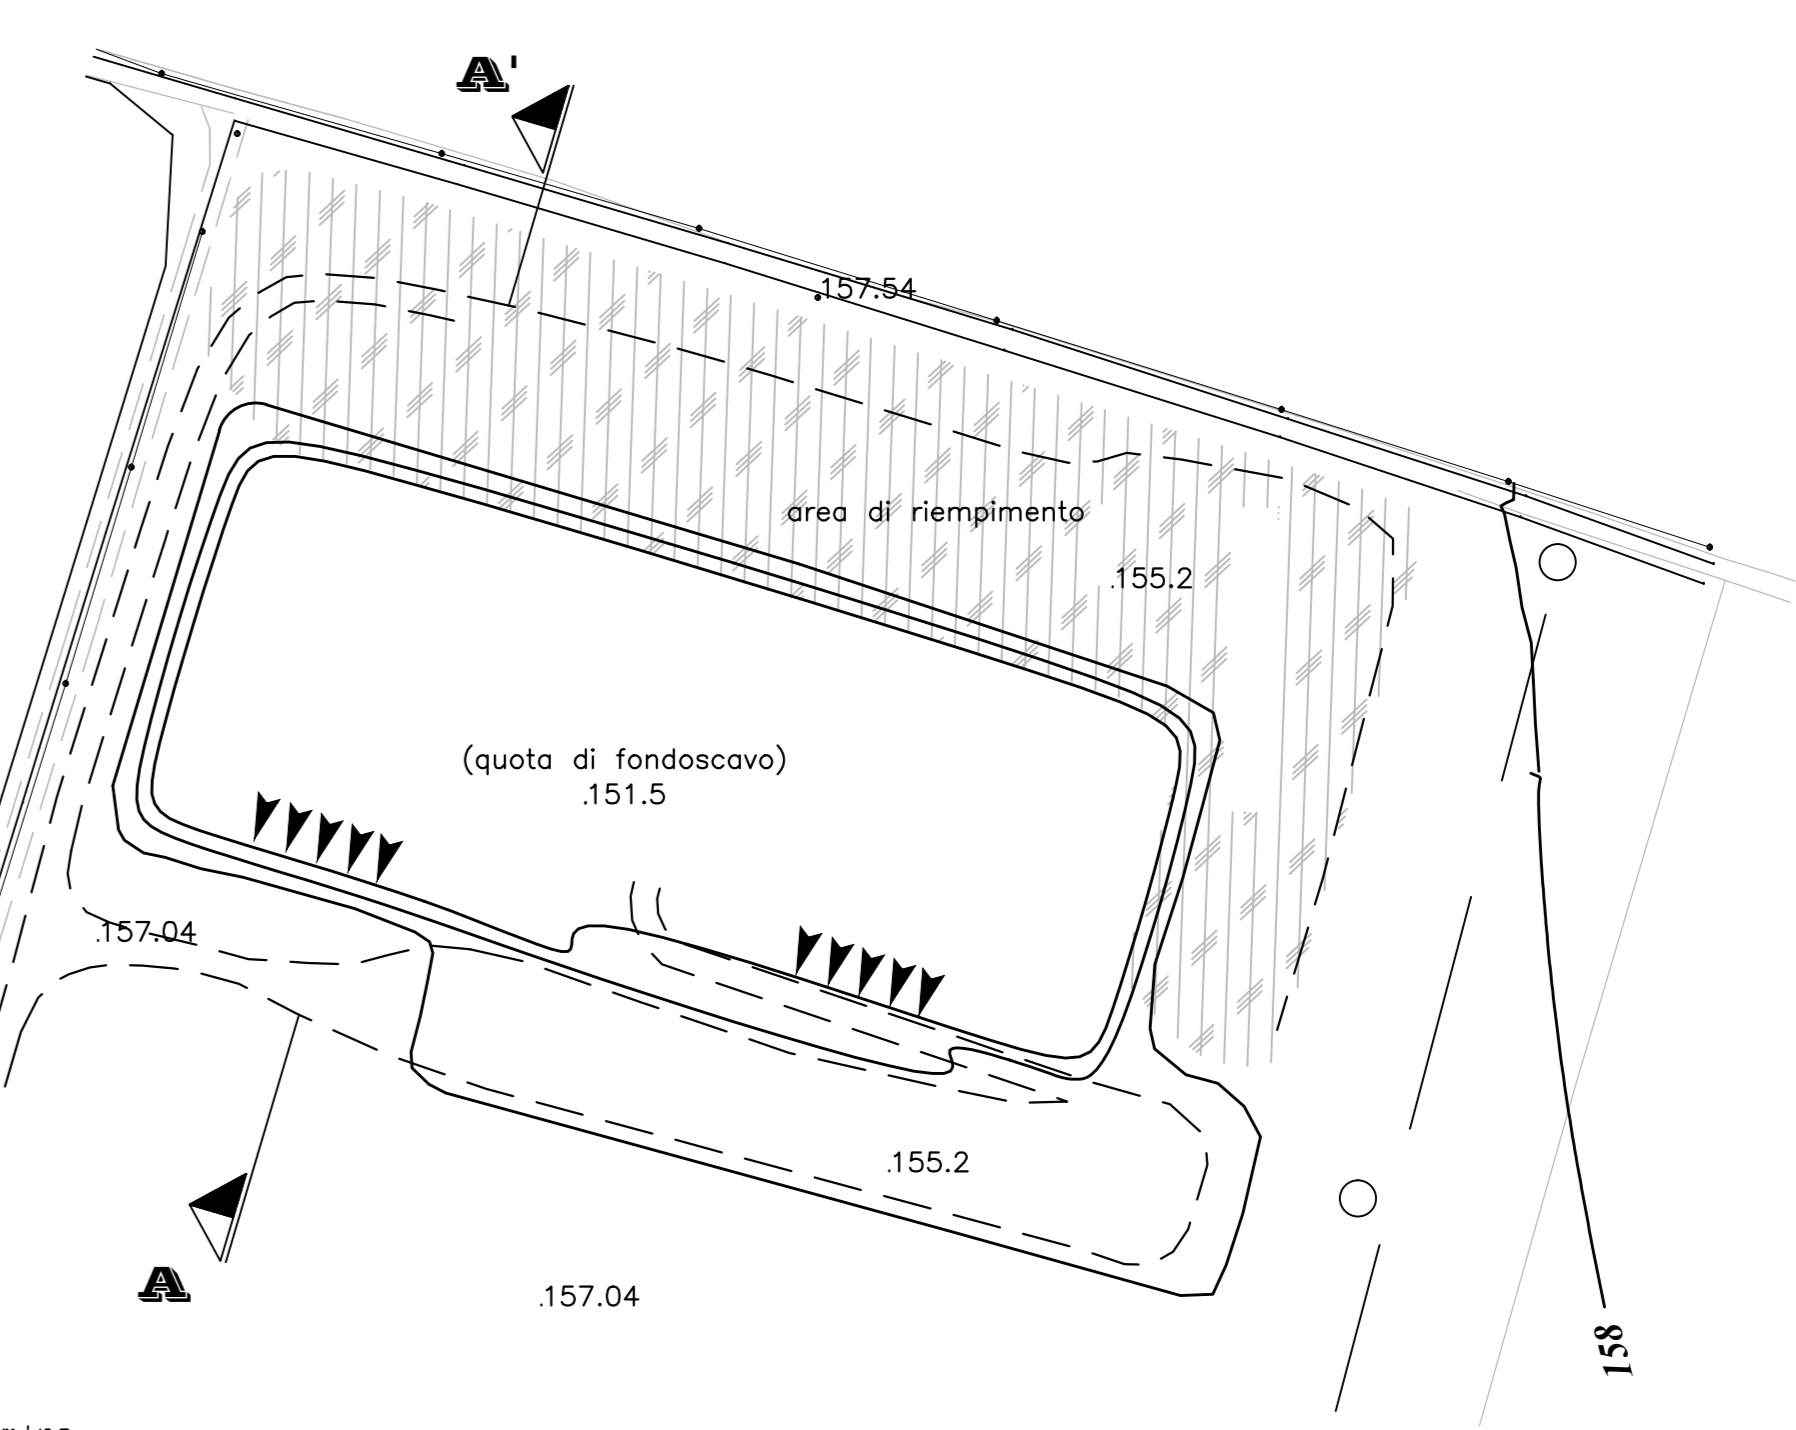 A'
.157.54
area di riempimento
.155.2
(quota di fondoscavo)
.151.5
.157.04
.155.2
A
.157.04
158